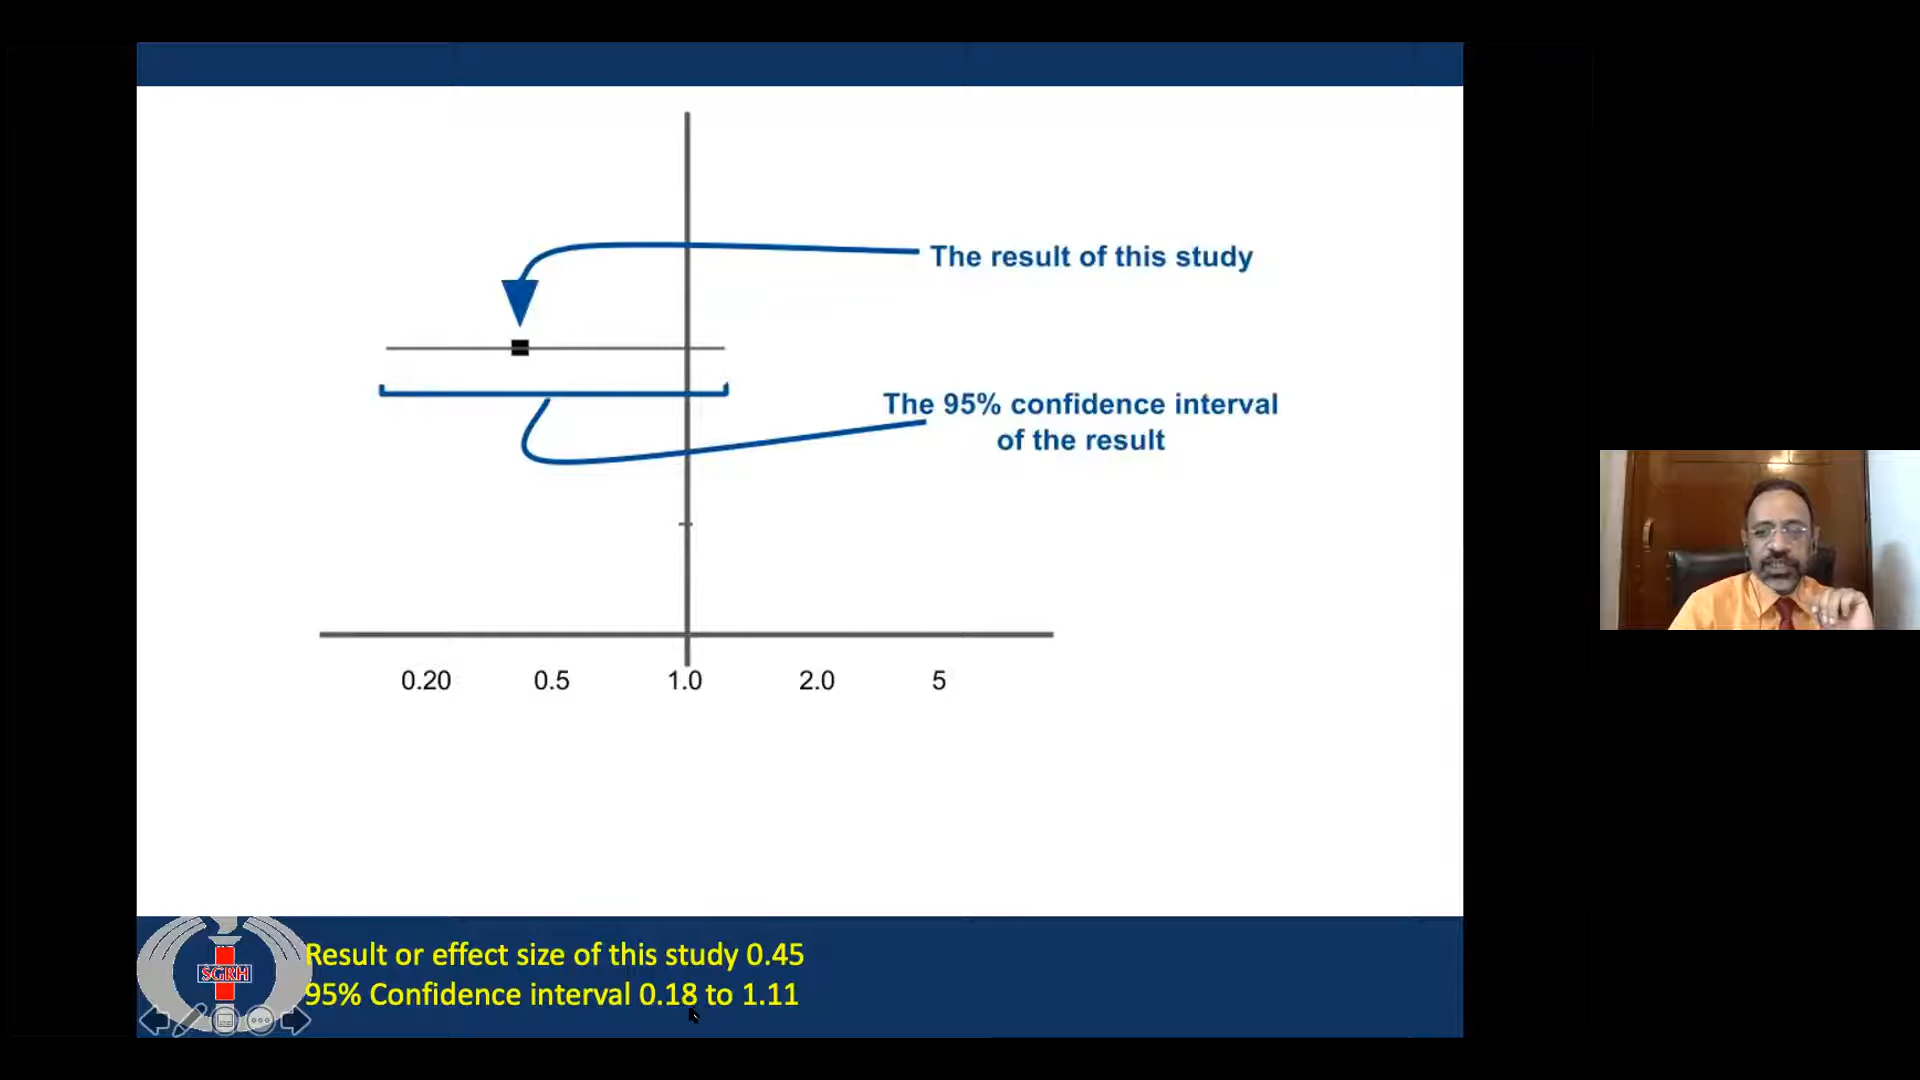 The result of this study
The 95% confidence interval
of the result
0.20 0.5 1.0 2.0 5
SGRH
Result or effect size of this study 0.45
95% Confidence interval 0.18 to 1.11